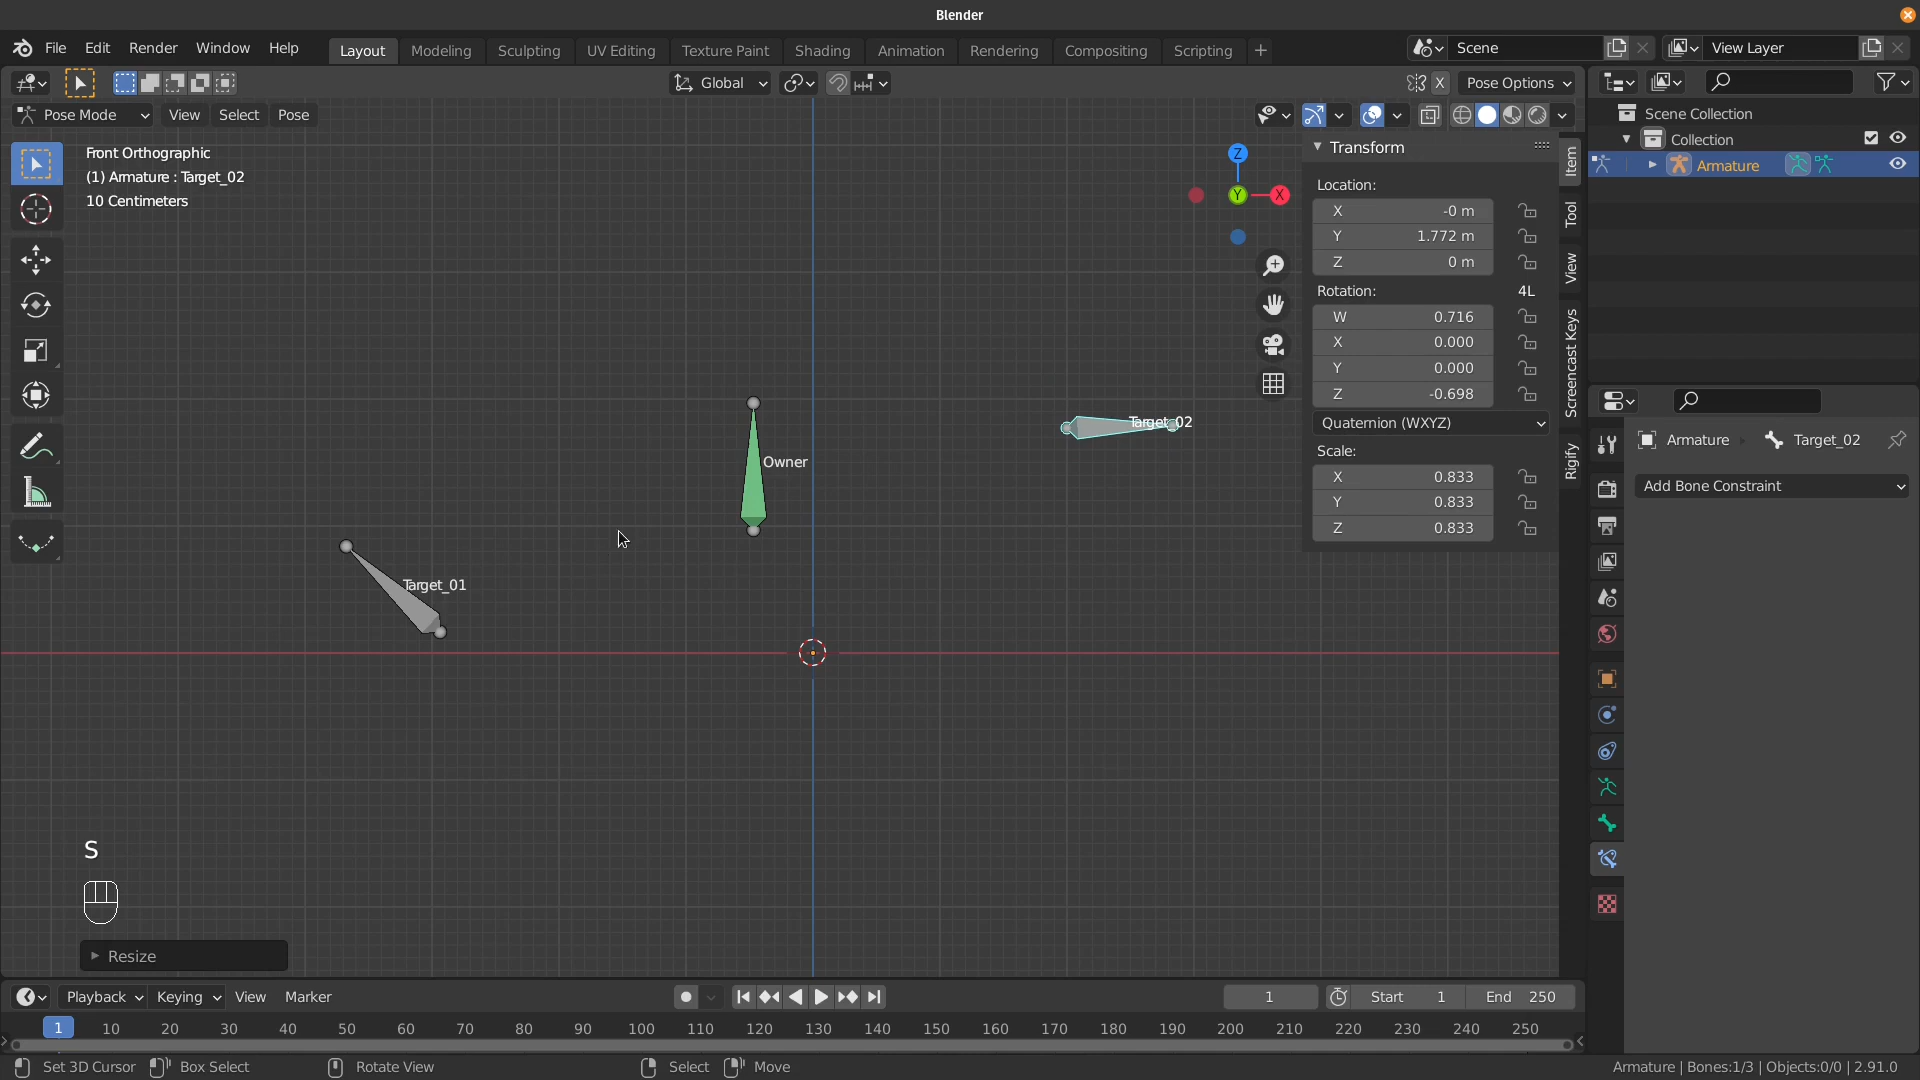 Blender
File Edit Render Window Help Layout Modeling Sculpting UV Editing Texture Paint Shading Animation Rendering Compositing Scripting + Scene View Layer
Global X Pose Options
Pose Mode View Select Pose
Front Orthographic
(1) Armature : Target_02
10 Centimeters
Z
Y
X
Owner
Target_01
Target_02
Transform
Location:
X -0 m
Y 1.772 m
Z 0 m
Rotation: 4L
W 0.716
X 0.000
Y 0.000
Z -0.698
Quaternion (WXYZ)
Scale:
X 0.833
Y 0.833
Z 0.833
Item
Tool
View
Screencast Keys
Rigify
Scene Collection
Collection
Armature
Armature Target_02
Add Bone Constraint
S
Resize
Playback Keying View Marker 1 Start 1 End 250
1 10 20 30 40 50 60 70 80 90 100 110 120 130 140 150 160 170 180 190 200 210 220 230 240 250
Set 3D Cursor Box Select Rotate View Select Move Armature | Bones:1/3 | Objects:0/0 | 2.91.0